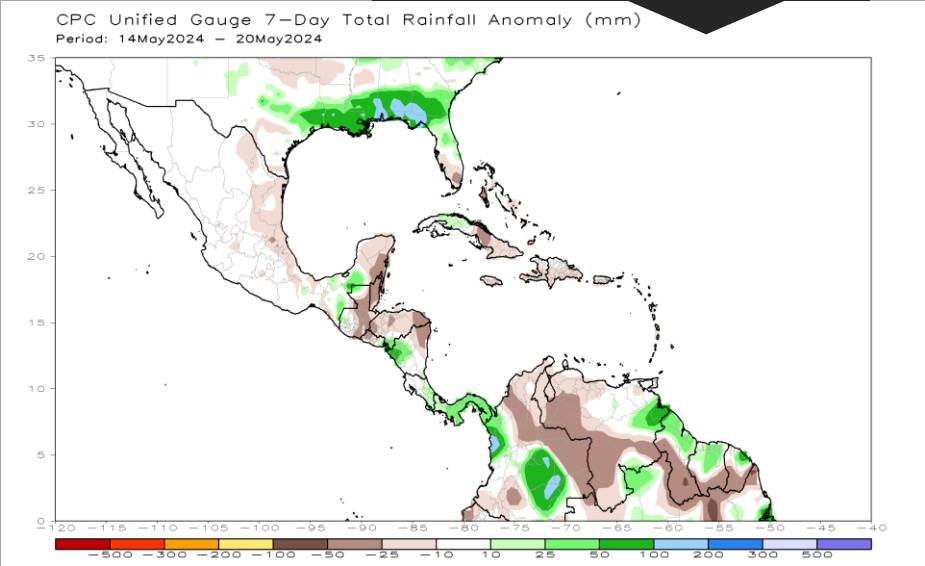 CPC Unified Gauge 7-Day Total Rainfall Anomaly (mm)
Period: 14May2024 - 20May2024
35
30
25
20
15
10
5
0
-120 -115 -110 -105 -100 -95 -90 -85 -80 -75 -70 -65 -60 -55 -50 -45 -40
-500 -300 -200 -100 -50 -25 -10 10 25 50 100 200 300 500